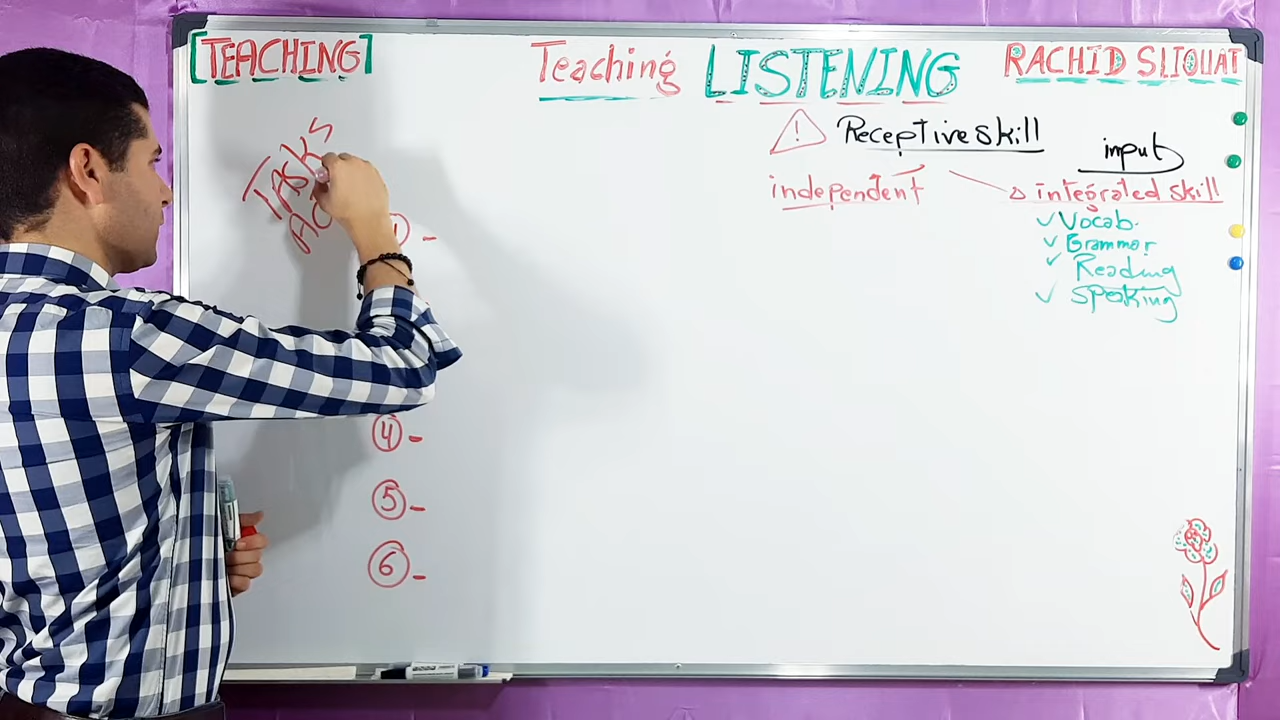 [TEACHING]
Teaching LISTENING
RACHID SLIOUAT
! Receptive skill
input
independent
integrated skill
✓ Vocab.
✓ Grammar
✓ Reading
✓ Speaking
TASKS
1 -
4 -
5 -
6 -